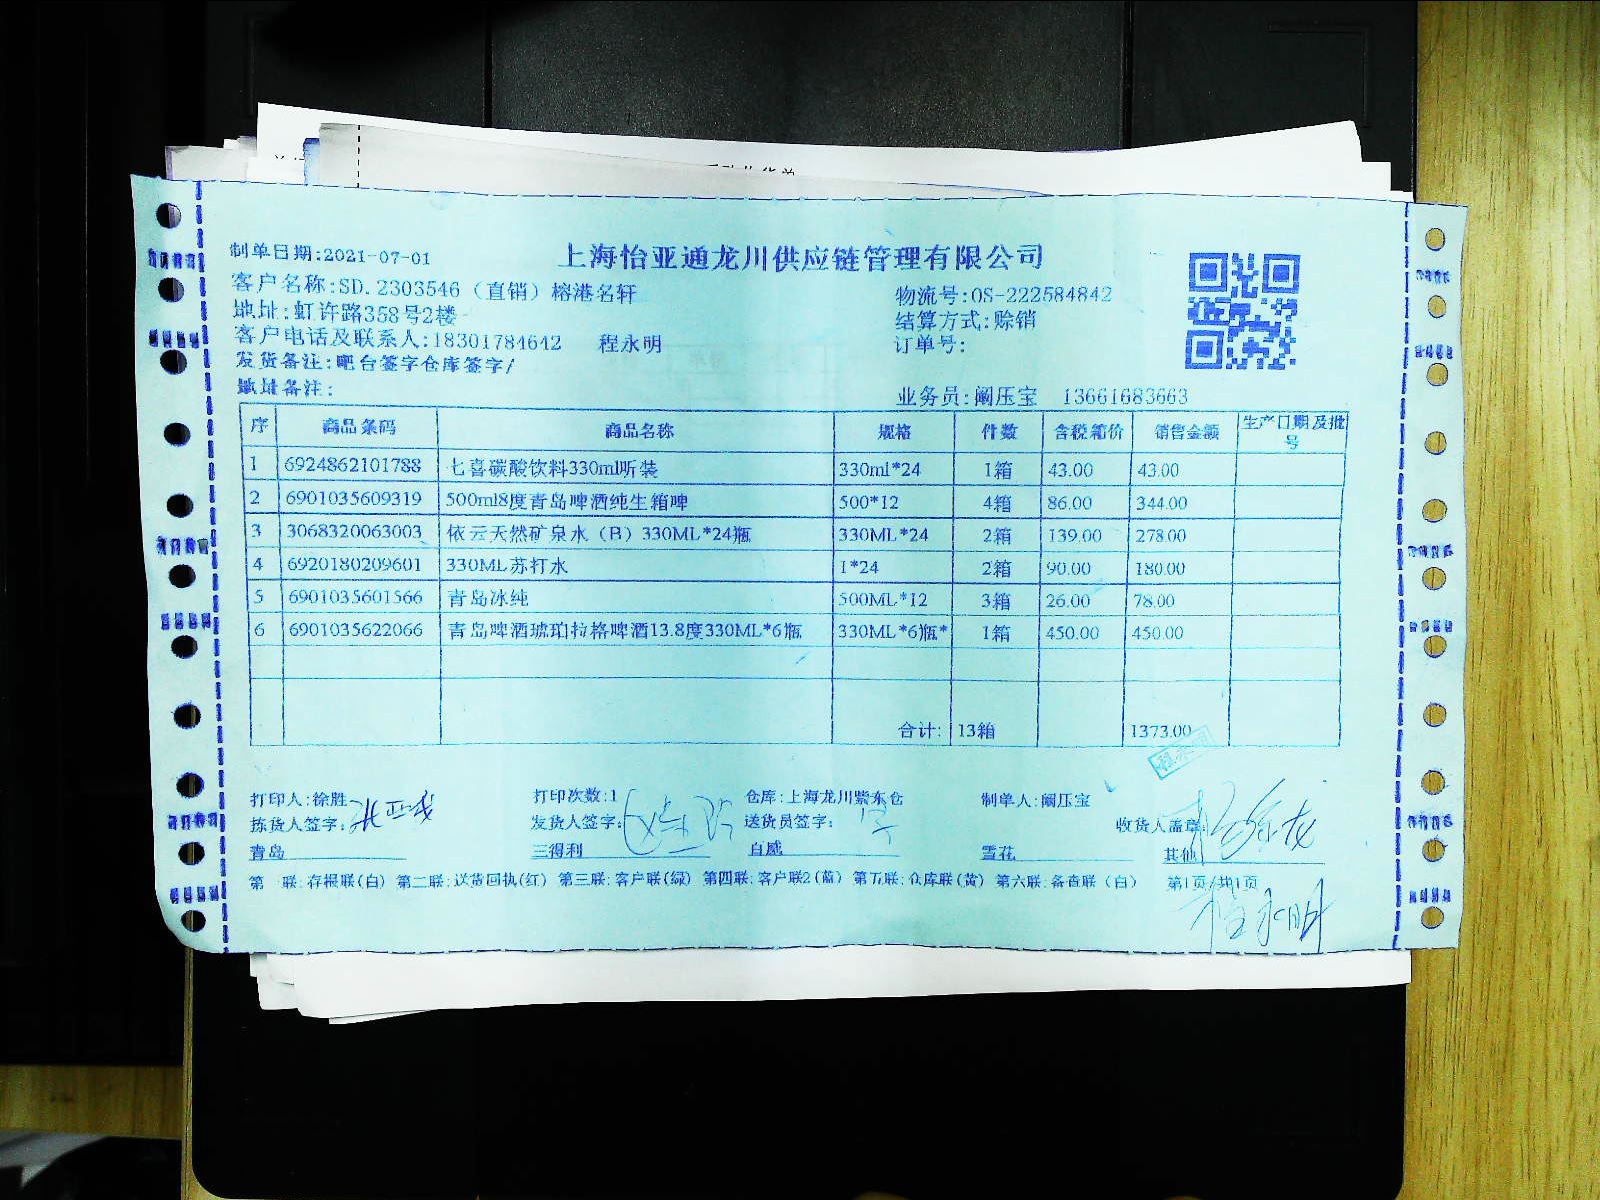 上海怡亚通龙川供应链管理有限公司
制单日期:2021-07-01
客户名称:SD.2303546（直销）榕港名轩
物流号:OS-222584842
地址:虹许路358号2楼
结算方式:赊销
客户电话及联系人:18301784642 程永明
订单号:
发货备注:吧台签字仓库签字/
地址备注:
业务员:阚压宝 13661683663
序 商品条码 商品名称 规格 件数 含税箱价 销售金额 生产日期及批号
1 6924862101788 七喜碳酸饮料330ml听装 330ml*24 1箱 43.00 43.00
2 6901035609319 500ml8度青岛啤酒纯生箱啤 500*12 4箱 86.00 344.00
3 3068320063003 依云天然矿泉水（B）330ML*24瓶 330ML*24 2箱 139.00 278.00
4 6920180209601 330ML苏打水 1*24 2箱 90.00 180.00
5 6901035601566 青岛冰纯 500ML*12 3箱 26.00 78.00
6 6901035622066 青岛啤酒琥珀拉格啤酒13.8度330ML*6瓶 330ML*6瓶* 1箱 450.00 450.00
合计: 13箱 1373.00
打印人:徐胜 打印次数:1 仓库:上海龙川紫东仓 制单人:阚压宝
拣货人签字: 发货人签字: 送货员签字: 收货人盖章:
青岛 三得利 百威 雪花 其他
第一联:存根联(白) 第二联:送货回执(红) 第三联:客户联(绿) 第四联:客户联2(蓝) 第五联:仓库联(黄) 第六联:备查联（白） 第1页/共1页
程永明